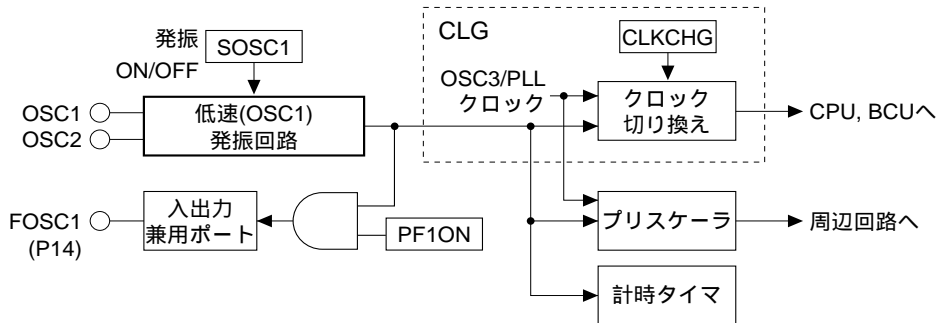 発振
ON/OFF
SOSC1
CLG
CLKCHG
OSC3/PLL
クロック
クロック
切り換え
CPU, BCUへ
OSC1
OSC2
低速(OSC1)
発振回路
FOSC1
(P14)
入出力
兼用ポート
PF1ON
プリスケーラ
周辺回路へ
計時タイマ